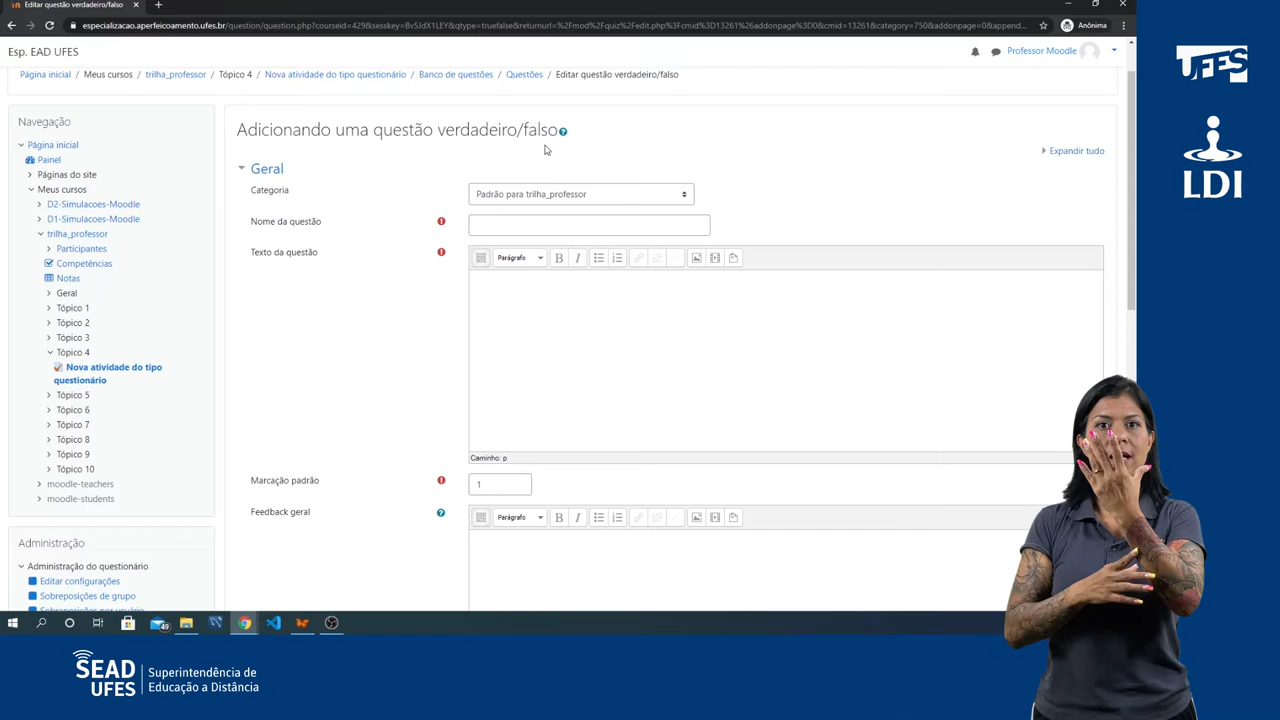 Editar questão verdadeiro/falso
especializacao.aperfeicoamento.ufes.br/question/question.php?courseid=429&sesskey=8v5JdX1LEY&qtype=truefalse&returnurl=%2Fmod%2Fquiz%2Fedit.php%3Fcmid%3D13261%26addonpage%3D0&cmid=13261&category=750&addonpage=0&append...
Anônima
Esp. EAD UFES
Professor Moodle
Página inicial / Meus cursos / trilha_professor / Tópico 4 / Nova atividade do tipo questionário / Banco de questões / Questões / Editar questão verdadeiro/falso
Navegação
Página inicial
Painel
Páginas do site
Meus cursos
D2-Simulacoes-Moodle
D1-Simulacoes-Moodle
trilha_professor
Participantes
Competências
Notas
Geral
Tópico 1
Tópico 2
Tópico 3
Tópico 4
Nova atividade do tipo
questionário
Tópico 5
Tópico 6
Tópico 7
Tópico 8
Tópico 9
Tópico 10
moodle-teachers
moodle-students
Administração
Administração do questionário
Editar configurações
Sobreposições de grupo
Sobreposições por usuário
Adicionando uma questão verdadeiro/falso
Expandir tudo
Geral
Categoria
Padrão para trilha_professor
Nome da questão
Texto da questão
Parágrafo
B I
Caminho: p
Marcação padrão
1
Feedback geral
Parágrafo
B I
49
UFES
LDI
SEAD
UFES
Superintendência de
Educação a Distância